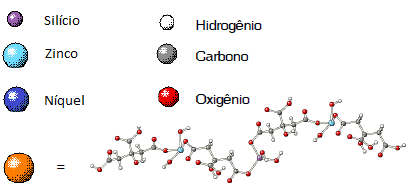 Silício
Hidrogênio
Zinco
Carbono
Níquel
Oxigênio
=